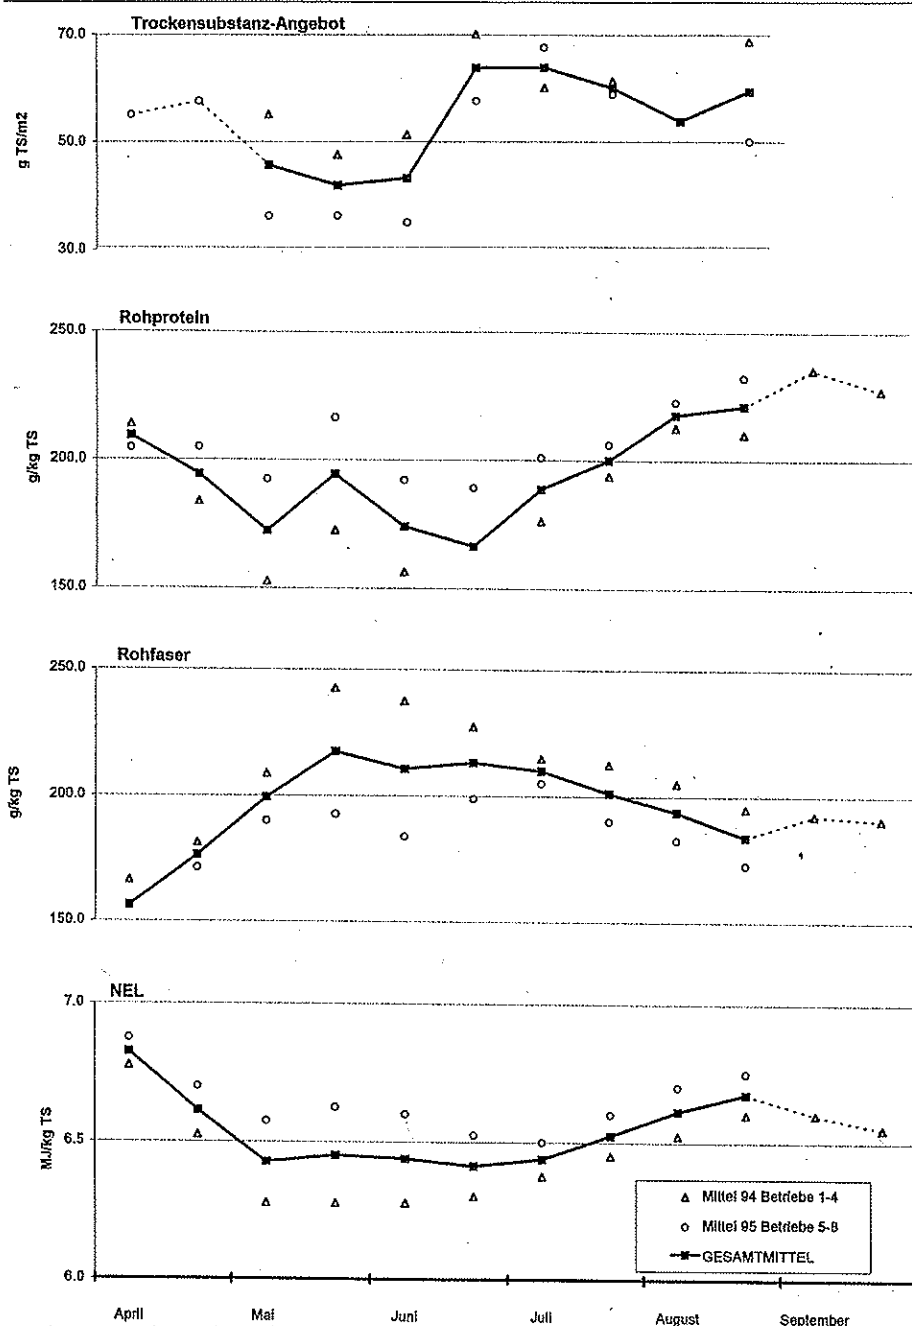 Trockensubstanz-Angebot
70.0
50.0
30.0
g TS/m2
Rohprotein
250.0
200.0
150.0
g/kg TS
Rohfaser
250.0
200.0
150.0
g/kg TS
NEL
7.0
6.5
6.0
MJ/kg TS
Mittel 94 Betriebe 1-4
Mittel 95 Betriebe 5-8
GESAMTMITTEL
April Mai Juni Juli August September